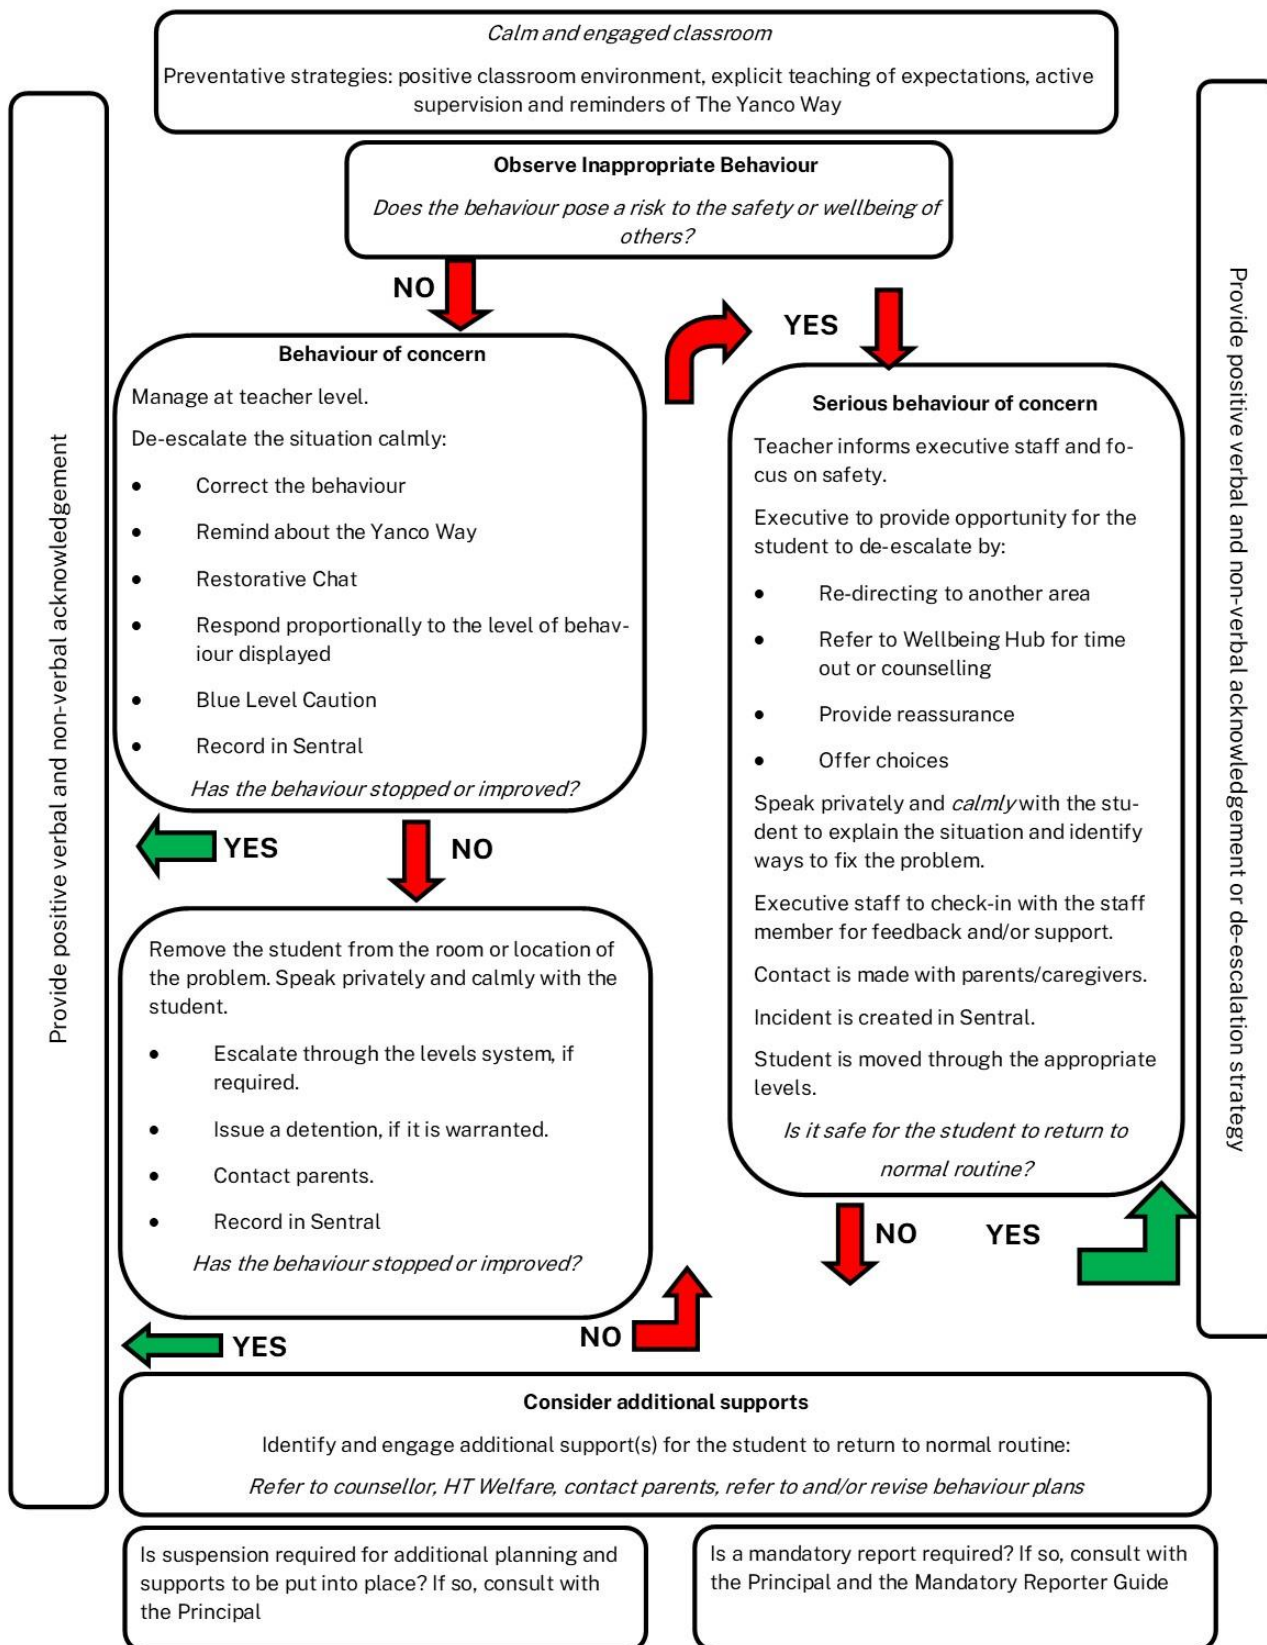 Calm and engaged classroom
Preventative strategies: positive classroom environment, explicit teaching of expectations, active
supervision and reminders of The Yanco Way
Observe Inappropriate Behaviour
Does the behaviour pose a risk to the safety or wellbeing of
others?
NO
YES
Provide positive verbal and non-verbal acknowledgement
Behaviour of concern
Manage at teacher level.
De-escalate the situation calmly:
• Correct the behaviour
• Remind about the Yanco Way
• Restorative Chat
• Respond proportionally to the level of behav-
iour displayed
• Blue Level Caution
• Record in Sentral
Has the behaviour stopped or improved?
YES
NO
Remove the student from the room or location of
the problem. Speak privately and calmly with the
student.
• Escalate through the levels system, if
required.
• Issue a detention, if it is warranted.
• Contact parents.
• Record in Sentral
Has the behaviour stopped or improved?
YES
NO
Serious behaviour of concern
Teacher informs executive staff and fo-
cus on safety.
Executive to provide opportunity for the
student to de-escalate by:
• Re-directing to another area
• Refer to Wellbeing Hub for time
out or counselling
• Provide reassurance
• Offer choices
Speak privately and calmly with the stu-
dent to explain the situation and identify
ways to fix the problem.
Executive staff to check-in with the staff
member for feedback and/or support.
Contact is made with parents/caregivers.
Incident is created in Sentral.
Student is moved through the appropriate
levels.
Is it safe for the student to return to
normal routine?
NO
YES
Provide positive verbal and non-verbal acknowledgement or de-escalation strategy
Consider additional supports
Identify and engage additional support(s) for the student to return to normal routine:
Refer to counsellor, HT Welfare, contact parents, refer to and/or revise behaviour plans
Is suspension required for additional planning and
supports to be put into place? If so, consult with
the Principal
Is a mandatory report required? If so, consult with
the Principal and the Mandatory Reporter Guide